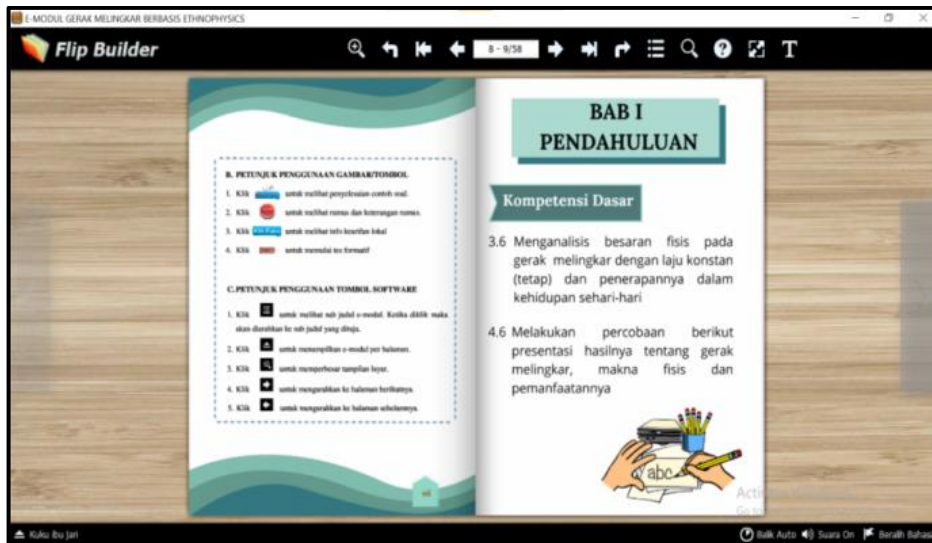 E-MODUL GERAK MELINGKAR BERBASIS ETHNOPHYSICS
Flip Builder
8 - 9/58
T
B. PETUNJUK PENGGUNAAN GAMBAR/TOMBOL
1. Klik untuk melihat penyelesaian contoh soal.
2. Klik untuk melihat rumus dan keterangan rumus.
3. Klik untuk melihat info kearifan lokal
4. Klik untuk memulai tes formatif
C. PETUNJUK PENGGUNAAN TOMBOL SOFTWARE
1. Klik untuk melihat sub judul e-modul. Ketika diklik maka
akan diarahkan ke sub judul yang dituju.
2. Klik untuk menampilkan e-modul per halaman.
3. Klik untuk memperbesar tampilan layar.
4. Klik untuk mengarahkan ke halaman berikutnya.
5. Klik untuk mengarahkan ke halaman sebelumnya.
BAB I
PENDAHULUAN
Kompetensi Dasar
3.6 Menganalisis besaran fisis pada
gerak melingkar dengan laju konstan
(tetap) dan penerapannya dalam
kehidupan sehari-hari
4.6 Melakukan percobaan berikut
presentasi hasilnya tentang gerak
melingkar, makna fisis dan
pemanfaatannya
abc
Go to
Kuku Ibu Jari
Balik Auto Suara On Beralih Bahasa